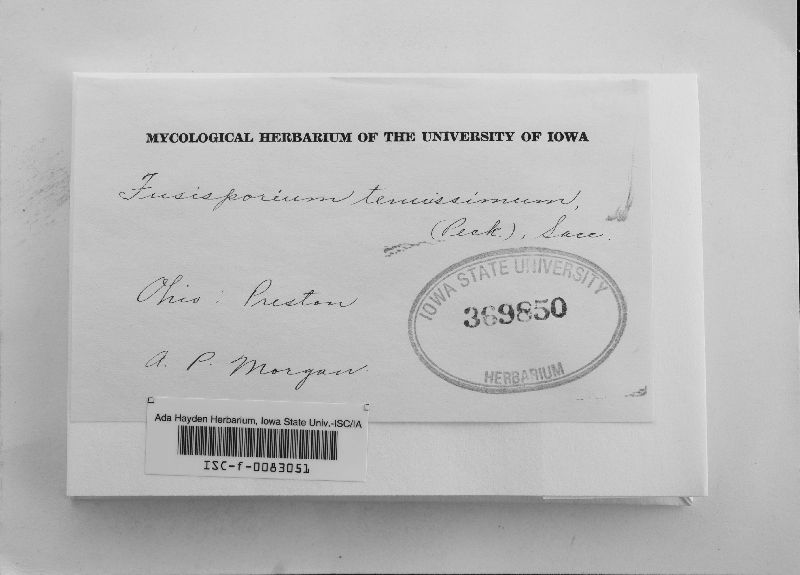 MYCOLOGICAL HERBARIUM OF THE UNIVERSITY OF IOWA
Fusisporium tenuissimum,
(Peck.), Sacc.
Ohio: Preston
A. P. Morgan.
IOWA STATE UNIVERSITY
369850
HERBARIUM
Ada Hayden Herbarium, Iowa State Univ.-ISC/IA
ISC-f-0083051